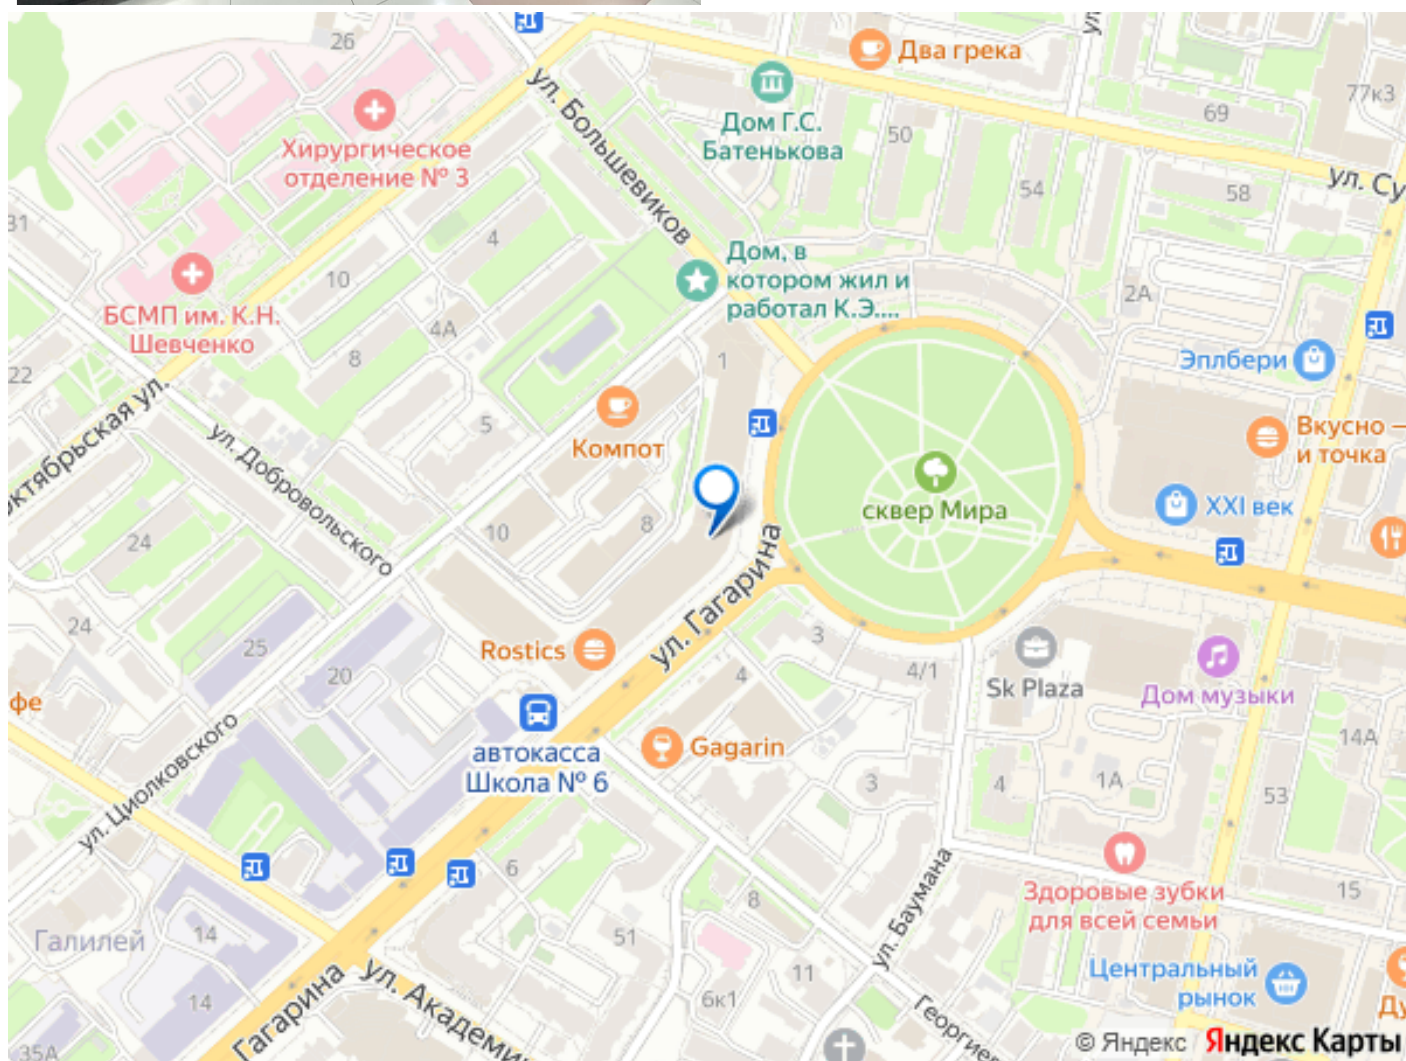 26
Два грека
ул. Большевиков
Дом Г.С.
Батенькова
77к3
69
50
Хирургическое
отделение № 3
54
58
ул. Су
31
4
10
Дом, в
котором жил и
работал К.Э....
2А
БСМП им. К.Н.
Шевченко
4А
8
22
1
Эплбери
Октябрьская ул.
ул. Добровольского
5
Компот
Вкусно —
и точка
сквер Мира
XXI век
10
8
24
ул. Гагарина
24
25
20
Rostics
3
4
4/1
Sk Plaza
Дом музыки
фе
ул. Циолковского
автокасса
Школа № 6
Gagarin
14А
3
4
1А
53
6
8
ул. Баумана
Здоровые зубки
для всей семьи
15
Галилей
14
51
11
14
6к1
Центральный
рынок
35А
Гагарина
ул. Академи
Георгиев
Ду
© Яндекс
Яндекс Карты